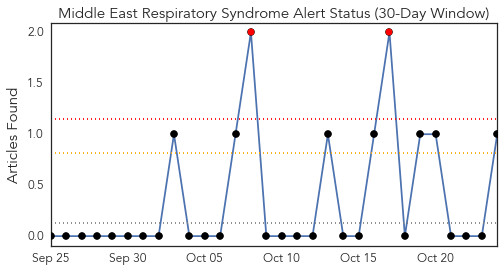 Middle East Respiratory Syndrome Alert Status (30-Day Window)
Articles Found
2.0
1.5
1.0
0.5
0.0
Sep 25 Sep 30 Oct 05 Oct 10 Oct 15 Oct 20